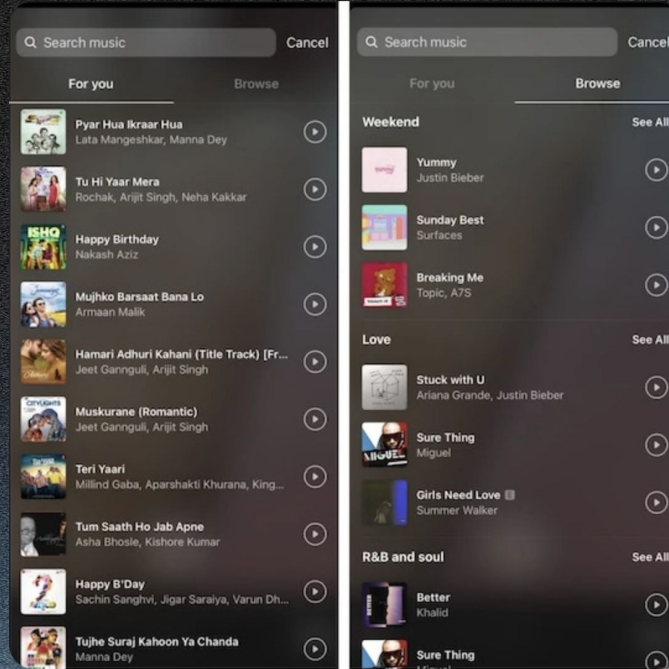 Search music
Cancel
For you
Browse
Pyar Hua Ikraar Hua
Lata Mangeshkar, Manna Dey
Tu Hi Yaar Mera
Rochak, Arijit Singh, Neha Kakkar
ISHQ
Happy Birthday
Nakash Aziz
Mujhko Barsaat Bana Lo
Armaan Malik
Hamari Adhuri Kahani (Title Track) [Fr...
Jeet Gannguli, Arijit Singh
CITYLIGHTS
Muskurane (Romantic)
Jeet Gannguli, Arijit Singh
Teri Yaari
Millind Gaba, Aparshakti Khurana, King...
Tum Saath Ho Jab Apne
Asha Bhosle, Kishore Kumar
Happy B'Day
Sachin Sanghvi, Jigar Saraiya, Varun Dh...
Tujhe Suraj Kahoon Ya Chanda
Manna Dey
Search music
Cancel
For you
Browse
Weekend
See All
yummy
Yummy
Justin Bieber
Sunday Best
Surfaces
Breaking Me
Topic, A7S
Love
See All
Stuck with U
Ariana Grande, Justin Bieber
MIGUEL
Sure Thing
Miguel
Girls Need Love E
Summer Walker
R&B and soul
See All
BETTER
Better
Khalid
Sure Thing
Miguel